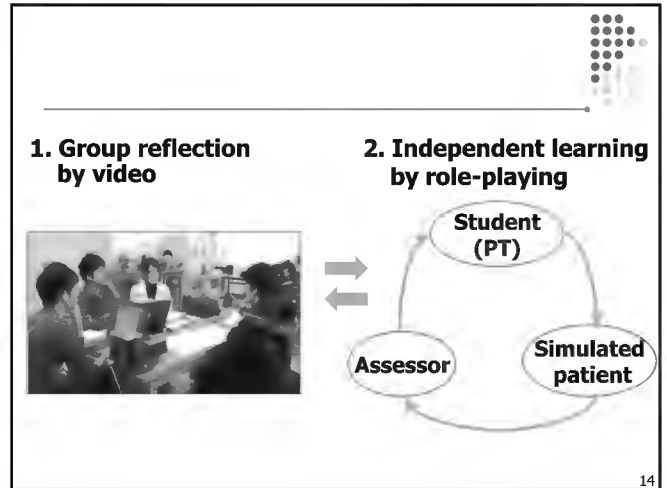 1. Group reflection
by video
2. Independent learning
by role-playing
Student
(PT)
Assessor
Simulated
patient
14